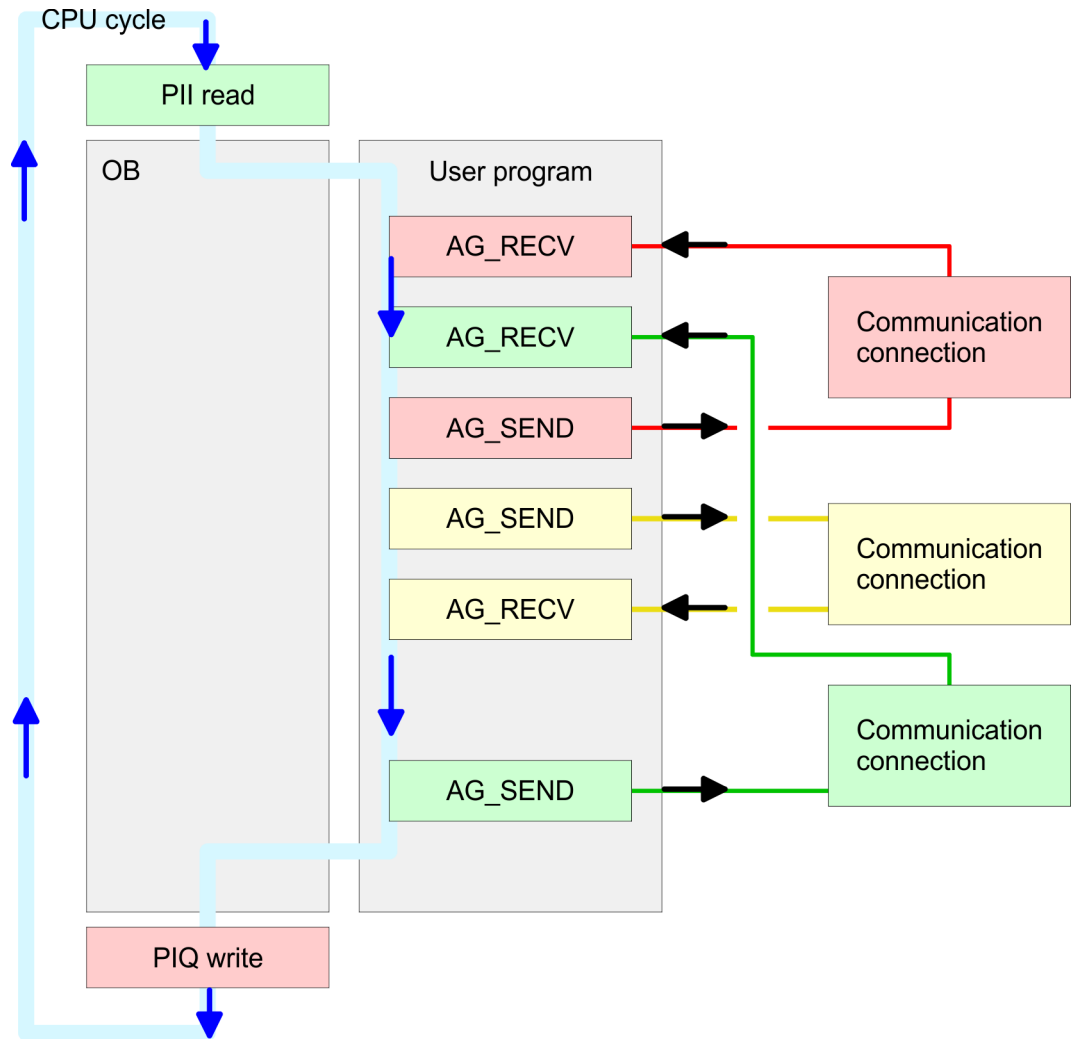 CPU cycle
PII read
OB
User program
AG_RECV
AG_RECV
AG_SEND
AG_SEND
AG_RECV
AG_SEND
Communication
connection
Communication
connection
Communication
connection
PIQ write